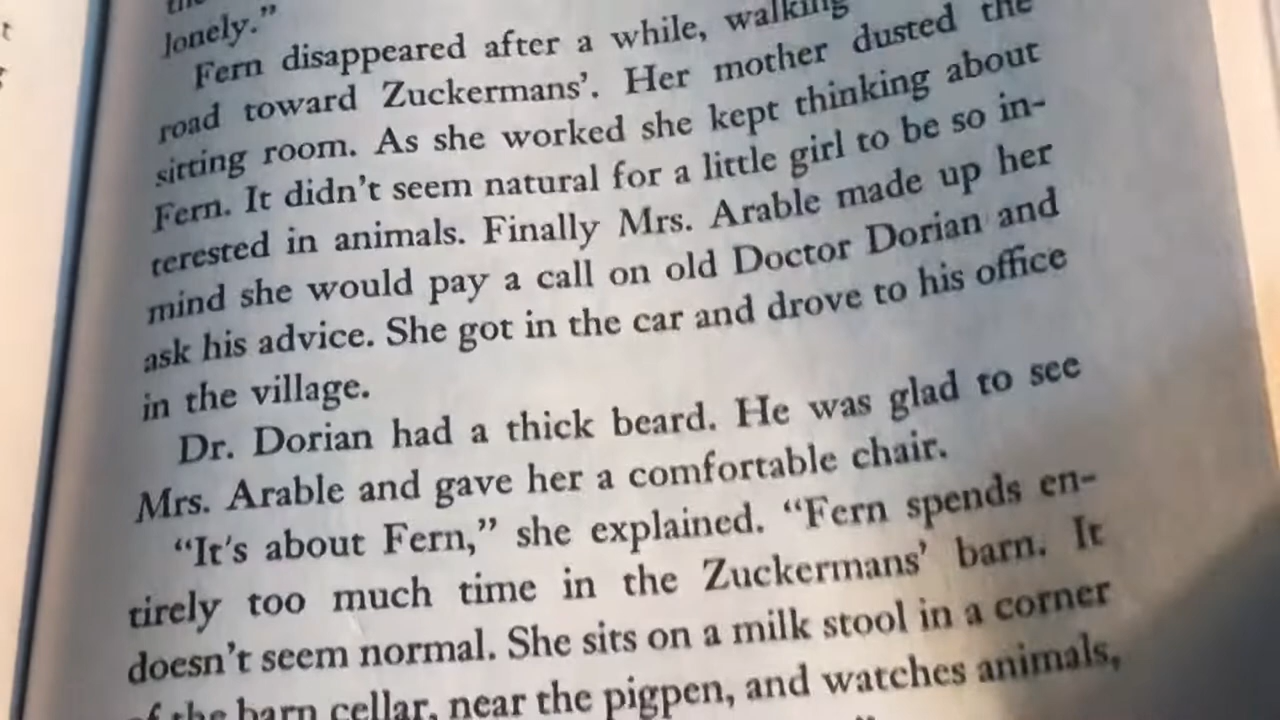 the
lonely.”
Fern disappeared after a while, walking
road toward Zuckermans’. Her mother dusted the
sitting room. As she worked she kept thinking about
Fern. It didn’t seem natural for a little girl to be so in-
terested in animals. Finally Mrs. Arable made up her
mind she would pay a call on old Doctor Dorian and
ask his advice. She got in the car and drove to his office
in the village.
Dr. Dorian had a thick beard. He was glad to see
Mrs. Arable and gave her a comfortable chair.
“It’s about Fern,” she explained. “Fern spends en-
tirely too much time in the Zuckermans’ barn. It
doesn’t seem normal. She sits on a milk stool in a corner
of the barn cellar, near the pigpen, and watches animals,